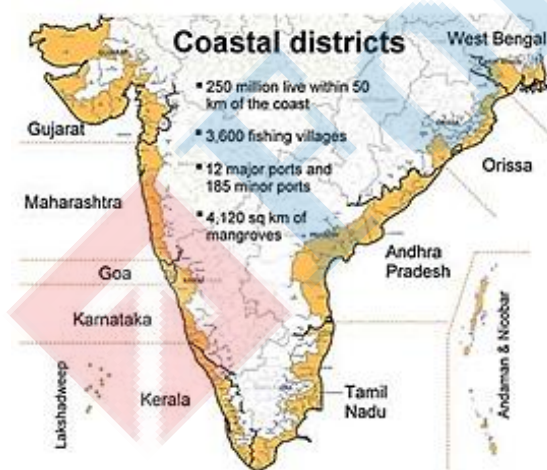 Coastal districts
West Bengal
▪ 250 million live within 50
km of the coast
▪ 3,600 fishing villages
▪ 12 major ports and
185 minor ports
▪ 4,120 sq km of
mangroves
Gujarat
Orissa
Maharashtra
Andhra
Pradesh
Goa
Karnataka
Kerala
Tamil
Nadu
Lakshadweep
Andaman & Nicobar